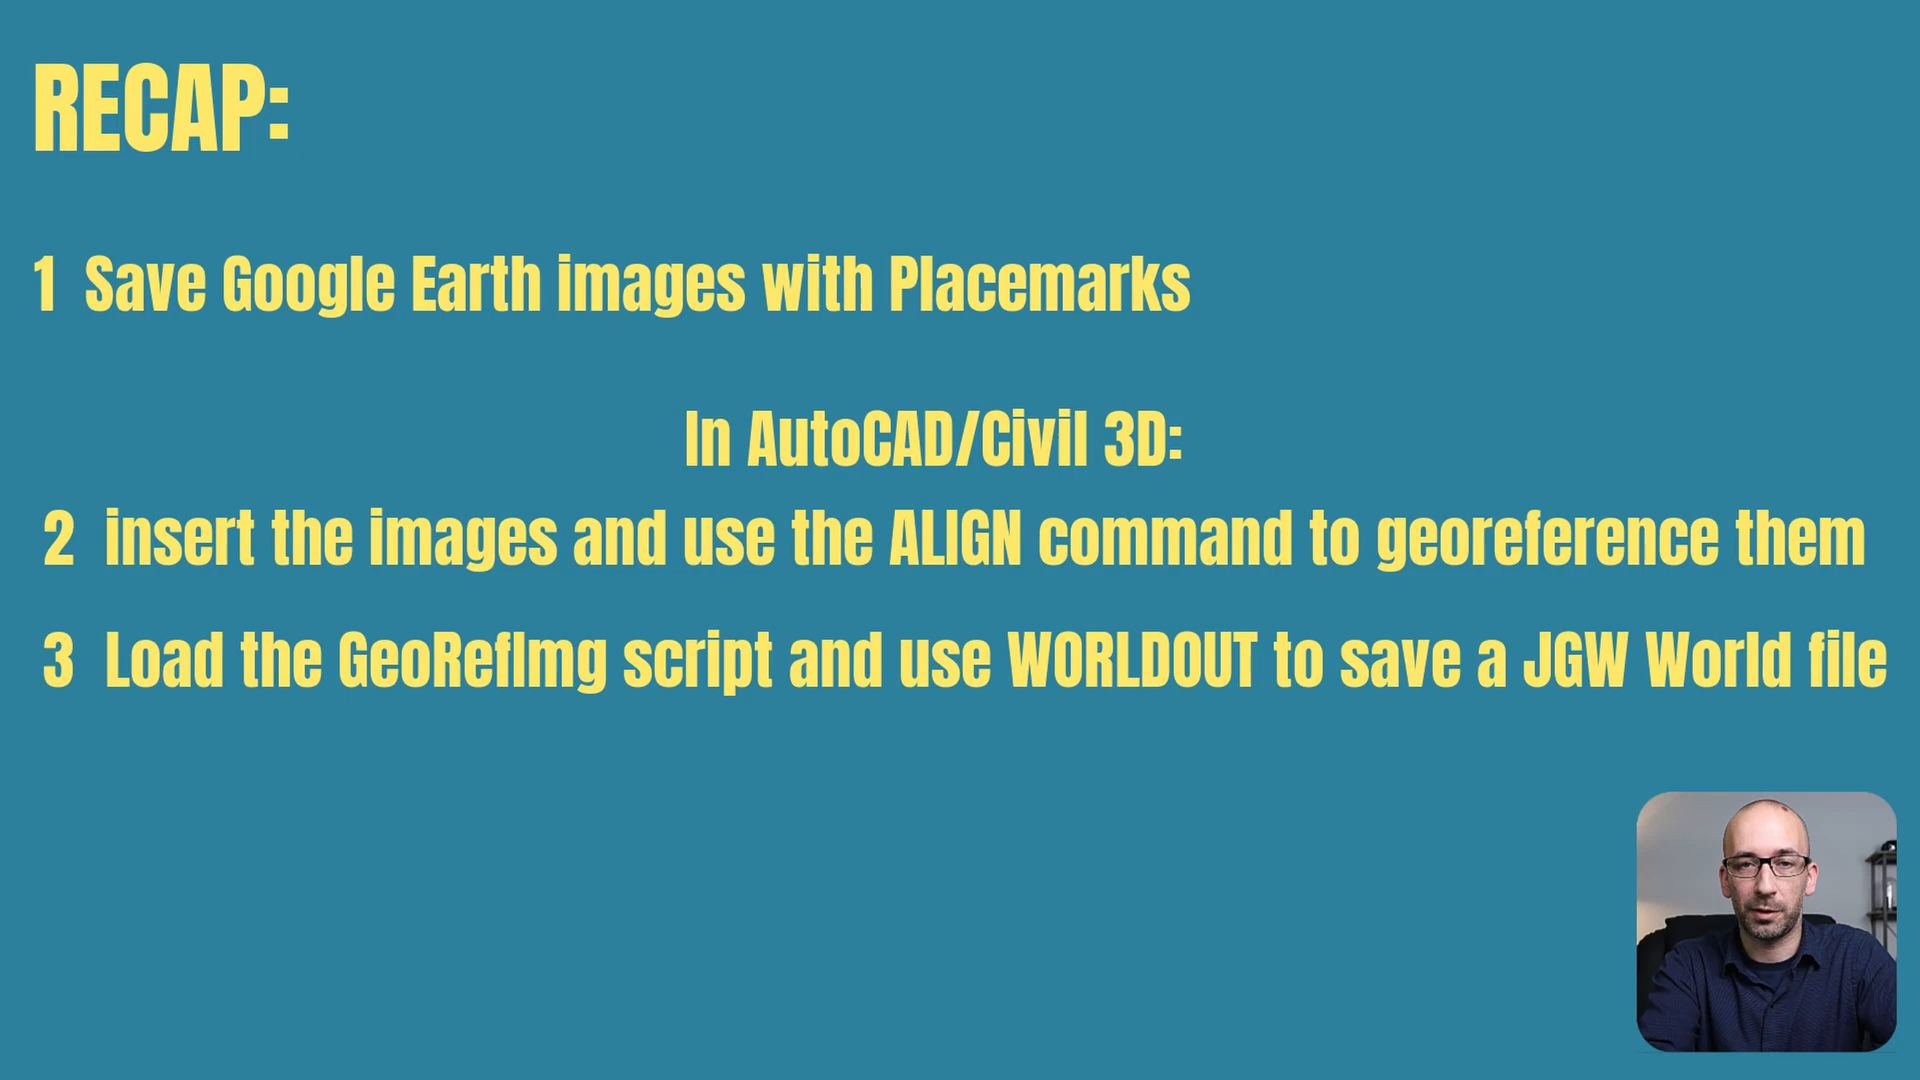 RECAP:
1 Save Google Earth images with Placemarks
In AutoCAD/Civil 3D:
2 insert the images and use the ALIGN command to georeference them
3 Load the GeoRefImg script and use WORLDOUT to save a JGW World file